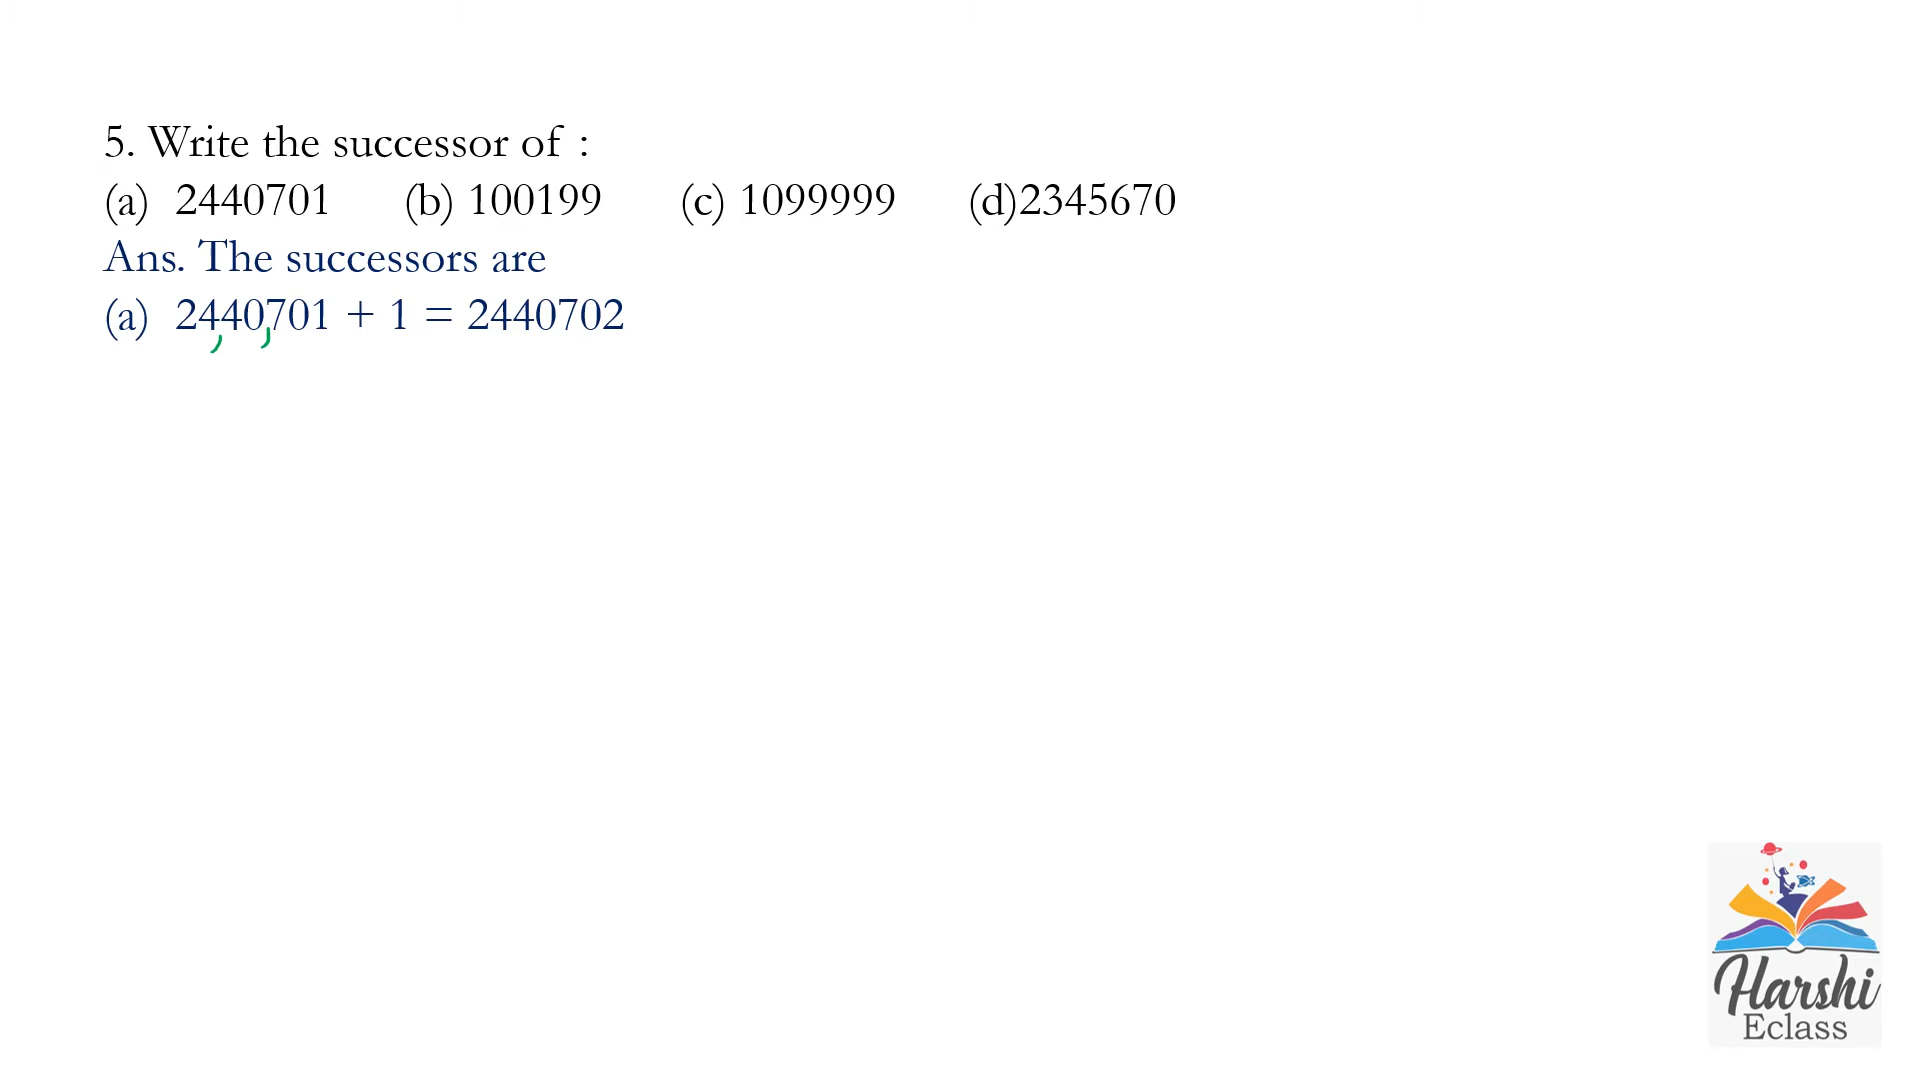 5. Write the successor of :
(a) 2440701 (b) 100199 (c) 1099999 (d)2345670
Ans. The successors are
(a) 2440701 + 1 = 2440702
Harshi
Eclass